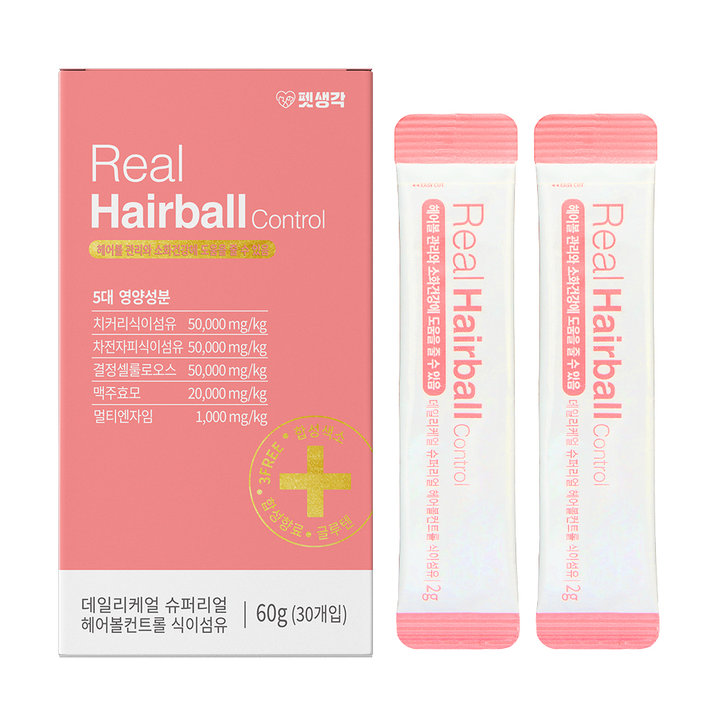 펫생각
Real
Hairball Control
헤어볼 관리와 소화건강에 도움을 줄 수 있음
5대 영양성분
치커리식이섬유 50,000 mg/kg
차전자피식이섬유 50,000 mg/kg
결정셀룰로오스 50,000 mg/kg
맥주효모 20,000 mg/kg
멀티엔자임 1,000 mg/kg
3FREE • 합성색소 • 글루텐 • 합성향료
데일리케얼 슈퍼리얼
헤어볼컨트롤 식이섬유
60g (30개입)
EASY CUT
Real Hairball Control
헤어볼 관리와 소화건강에 도움을 줄 수 있음
데일리케얼 슈퍼리얼 헤어볼컨트롤 식이섬유 2g
EASY CUT
Real Hairball Control
헤어볼 관리와 소화건강에 도움을 줄 수 있음
데일리케얼 슈퍼리얼 헤어볼컨트롤 식이섬유 2g